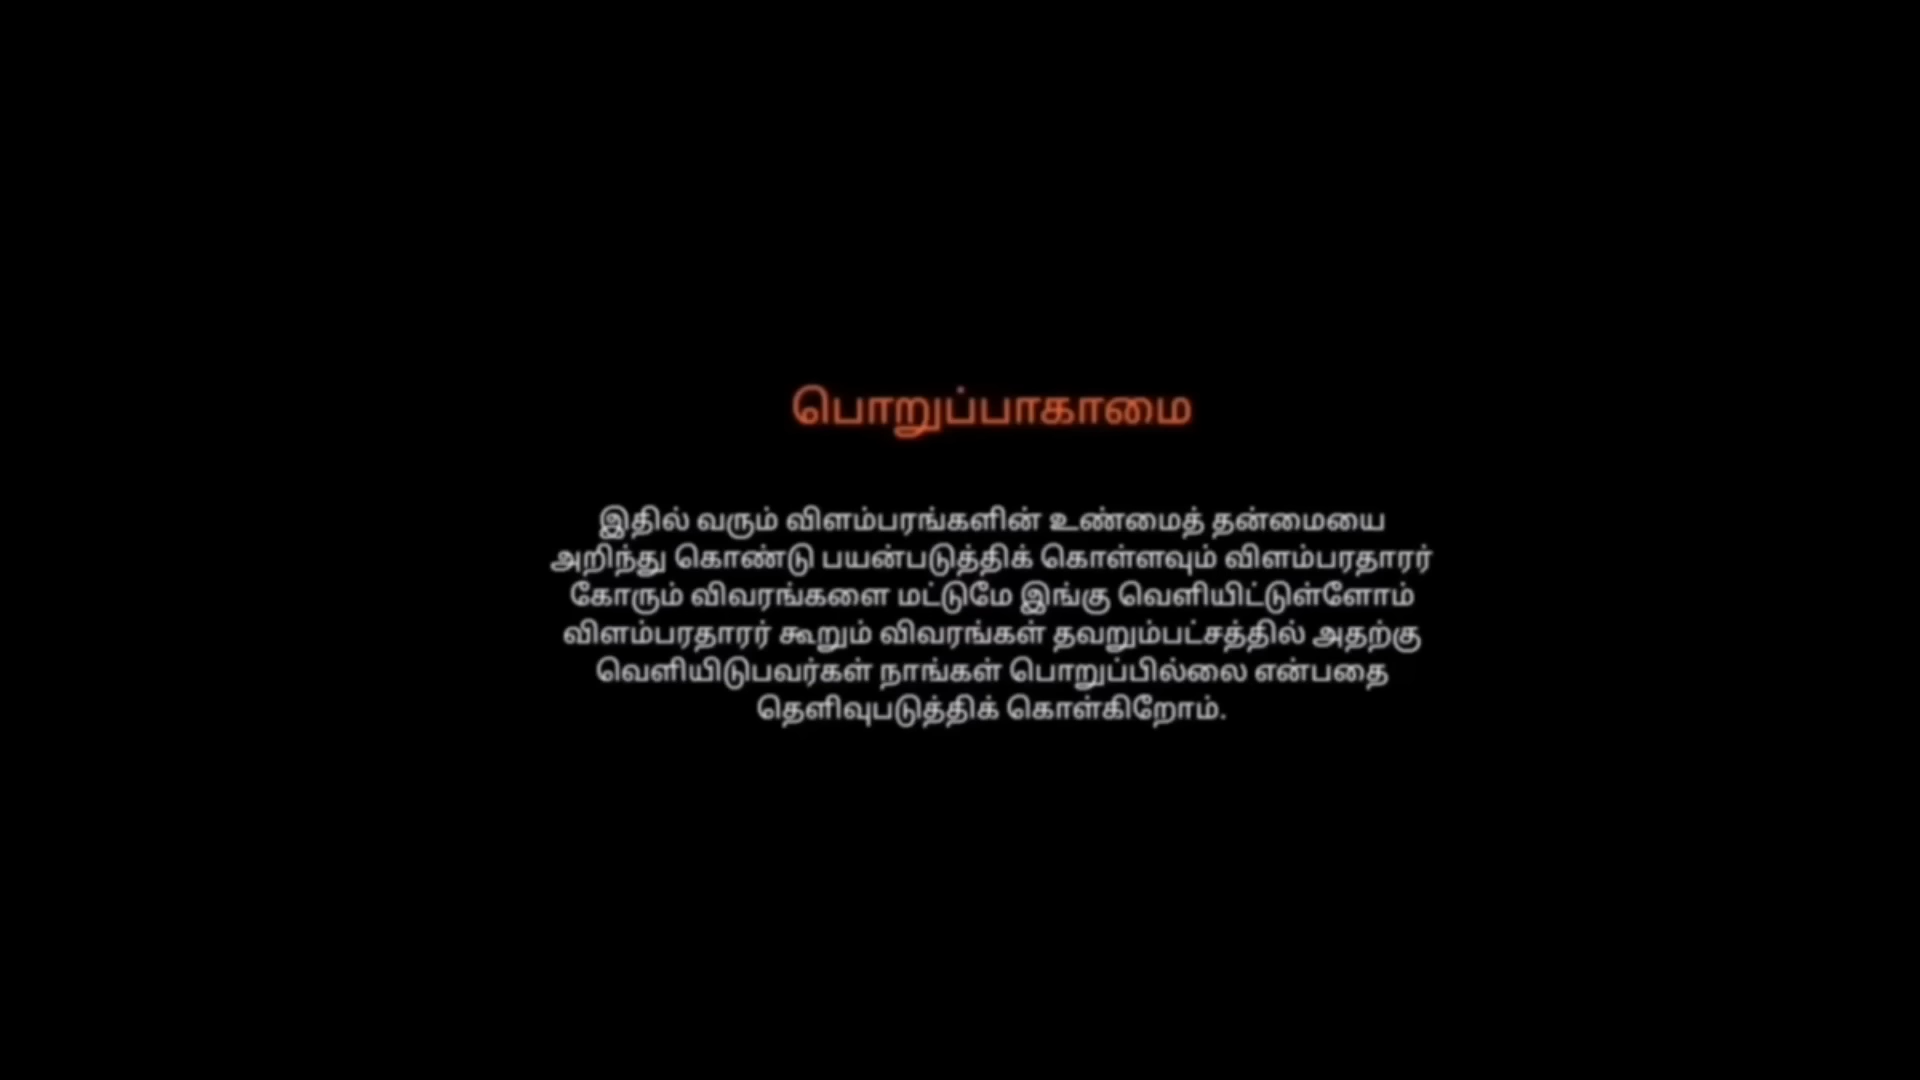 பொறுப்பாகாமை
இதில் வரும் விளம்பரங்களின் உண்மைத் தன்மையை
அறிந்து கொண்டு பயன்படுத்திக் கொள்ளவும் விளம்பரதாரர்
கோரும் விவரங்களை மட்டுமே இங்கு வெளியிட்டுள்ளோம்
விளம்பரதாரர் கூறும் விவரங்கள் தவறும்பட்சத்தில் அதற்கு
வெளியிடுபவர்கள் நாங்கள் பொறுப்பில்லை என்பதை
தெளிவுபடுத்திக் கொள்கிறோம்.